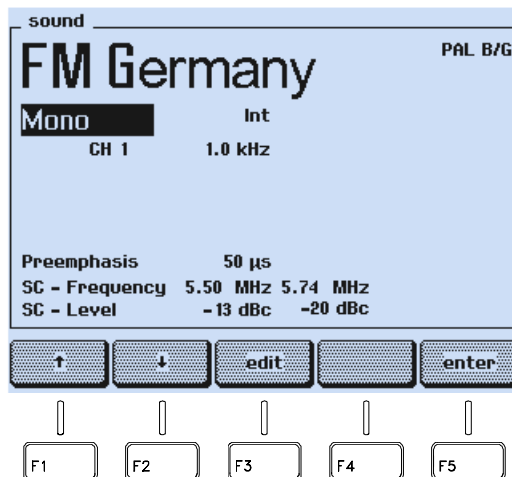 sound
FM Germany PAL B/G
Mono Int
CH 1 1.0 kHz
Preemphasis 50 µs
SC - Frequency 5.50 MHz 5.74 MHz
SC - Level -13 dBc -20 dBc
↑ ↓ edit enter
F1 F2 F3 F4 F5